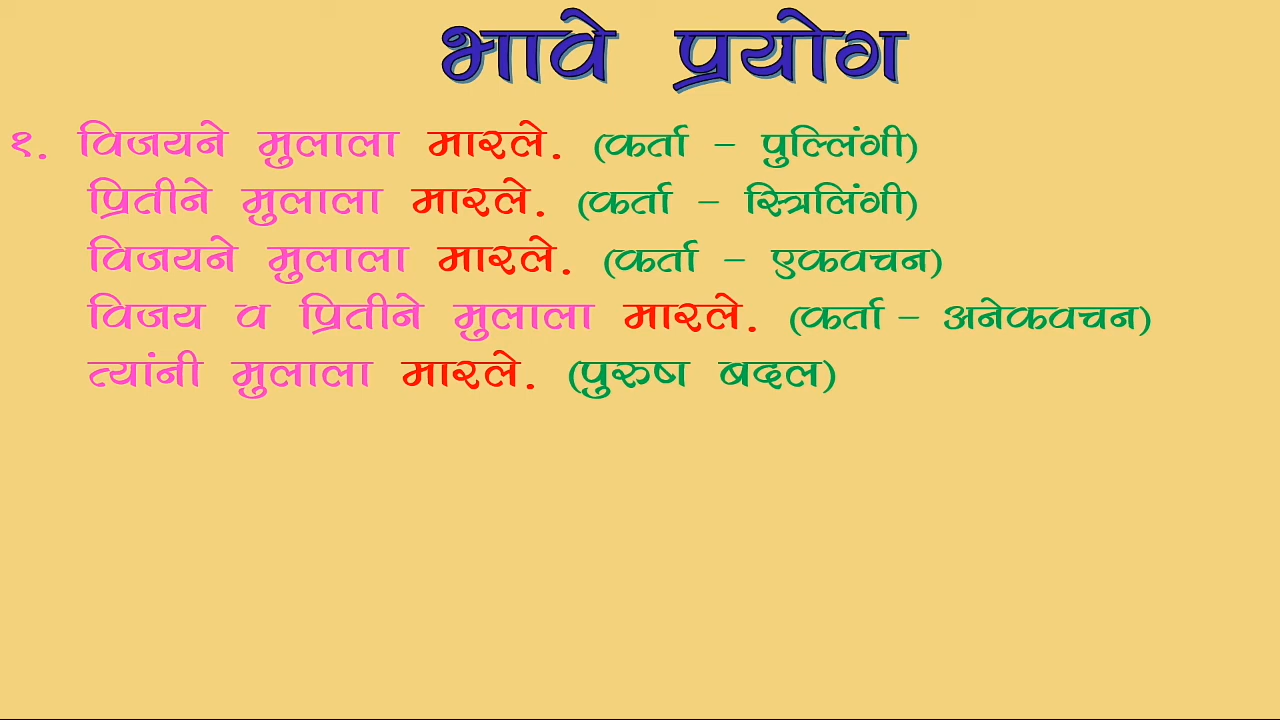 भावे प्रयोग
१. विजयने मुलाला मारले. (कर्ता - पुल्लिंगी)
प्रितीने मुलाला मारले. (कर्ता - स्त्रिलिंगी)
विजयने मुलाला मारले. (कर्ता - एकवचन)
विजय व प्रितीने मुलाला मारले. (कर्ता - अनेकवचन)
त्यांनी मुलाला मारले. (पुरुष बदल)